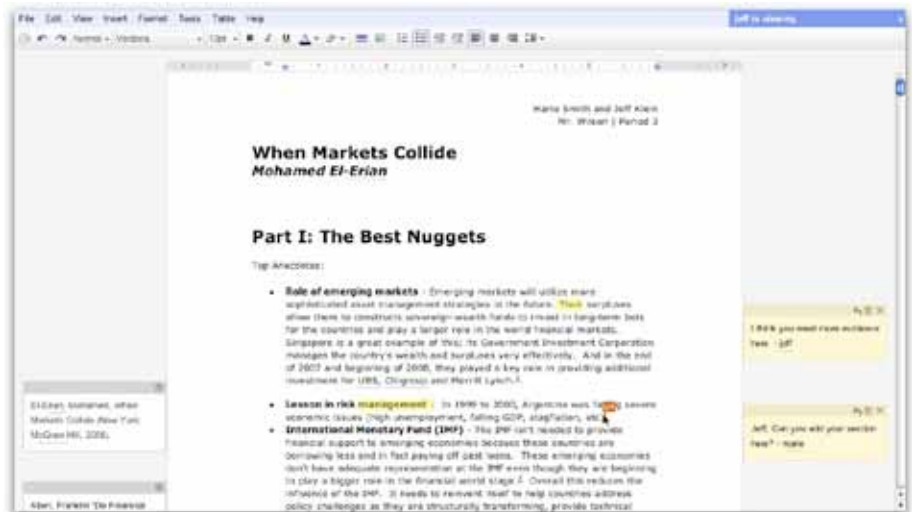 File Edit View Insert Format Tools Table Help
Jeff is viewing
Normal Verdana
Maria Smith and Jeff Klein
Mr. Wilson | Period 3
When Markets Collide
Mohamed El-Erian
Part I: The Best Nuggets
Top Anecdotes:
Role of emerging markets - Emerging markets will utilize more
sophisticated asset management strategies in the future. Their surpluses
allow them to constructs sovereign wealth funds to invest in long-term bets
for the countries and play a larger role in the world financial markets.
Singapore is a great example of this; its Government Investment Corporation
manages the country's wealth and surpluses very effectively. And in the end
of 2007 and beginning of 2008, they played a key role in providing additional
investment for UBS, Citigroup and Merrill Lynch.
Lesson in risk management : In 1999 to 2000, Argentina was severe
economic issues (high unemployment, falling GDP, stagflation, etc)
International Monetary Fund (IMF) - The IMF isn't needed to provide
financial support to emerging economies because these countries are
borrowing less and in fact paying off past loans. These emerging economies
don't have adequate representation at the IMF even though they are beginning
to play a bigger role in the financial world stage. Overall this reduces the
influence of the IMF. It needs to reinvent itself to help countries address
policy challenges as they are structurally transforming, provide technical
El-Erian, Mohamed, When
Markets Collide New York:
McGraw Hill, 2008.
Allen, Franklin "Do Financial
I think you need more evidence
here - jeff
Jeff, Can you add your section
here? - maria